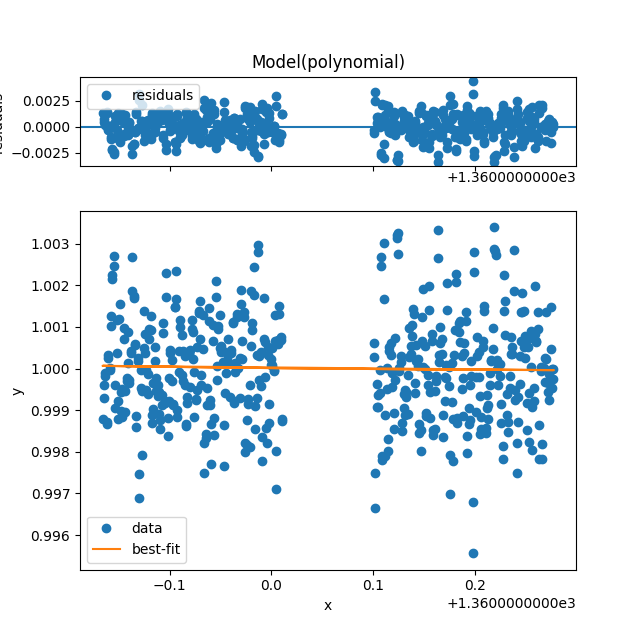 Model(polynomial)
residuals
0.0025
0.0000
−0.0025
residuals
+1.3600000000e3
1.003
1.002
1.001
1.000
0.999
0.998
0.997
0.996
y
data
best-fit
−0.1
0.0
0.1
0.2
x
+1.3600000000e3